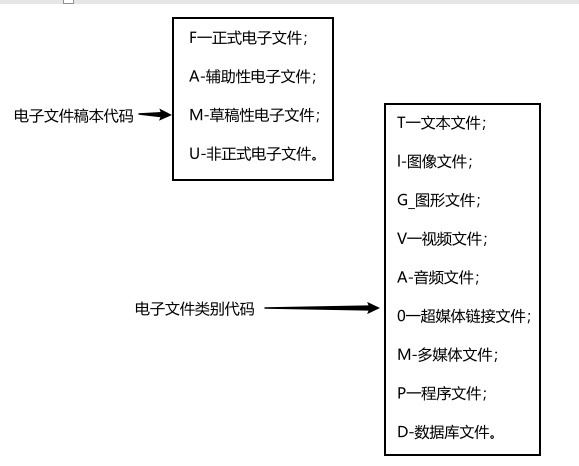 F一正式电子文件;
A-辅助性电子文件;
电子文件稿本代码
M-草稿性电子文件;
U-非正式电子文件。
T一文本文件;
I-图像文件;
G_图形文件;
V一视频文件;
A-音频文件;
电子文件类别代码
0一超媒体链接文件;
M-多媒体文件;
P一程序文件;
D-数据库文件。